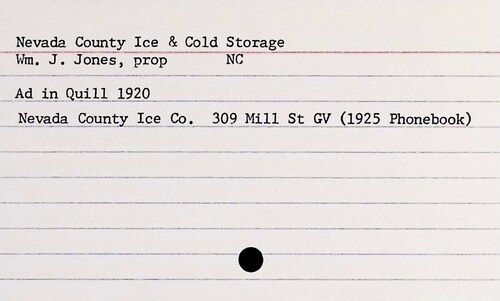 Nevada County Ice & Cold Storage
Wm. J. Jones, prop NC
Ad in Quill 1920
Nevada County Ice Co. 309 Mill St GV (1925 Phonebook)